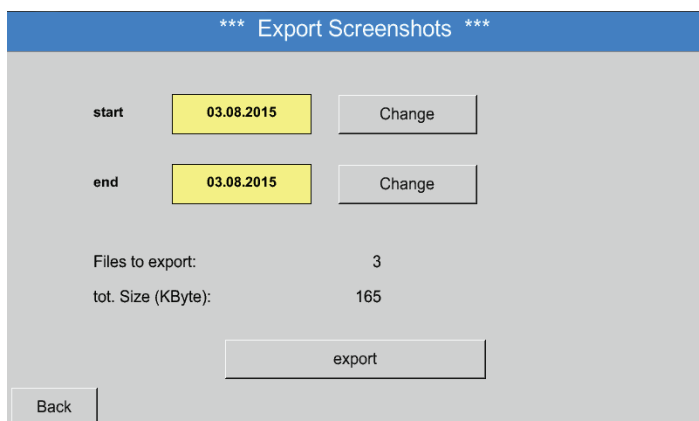 *** Export Screenshots ***
start 03.08.2015 Change
end 03.08.2015 Change
Files to export: 3
tot. Size (KByte): 165
export
Back